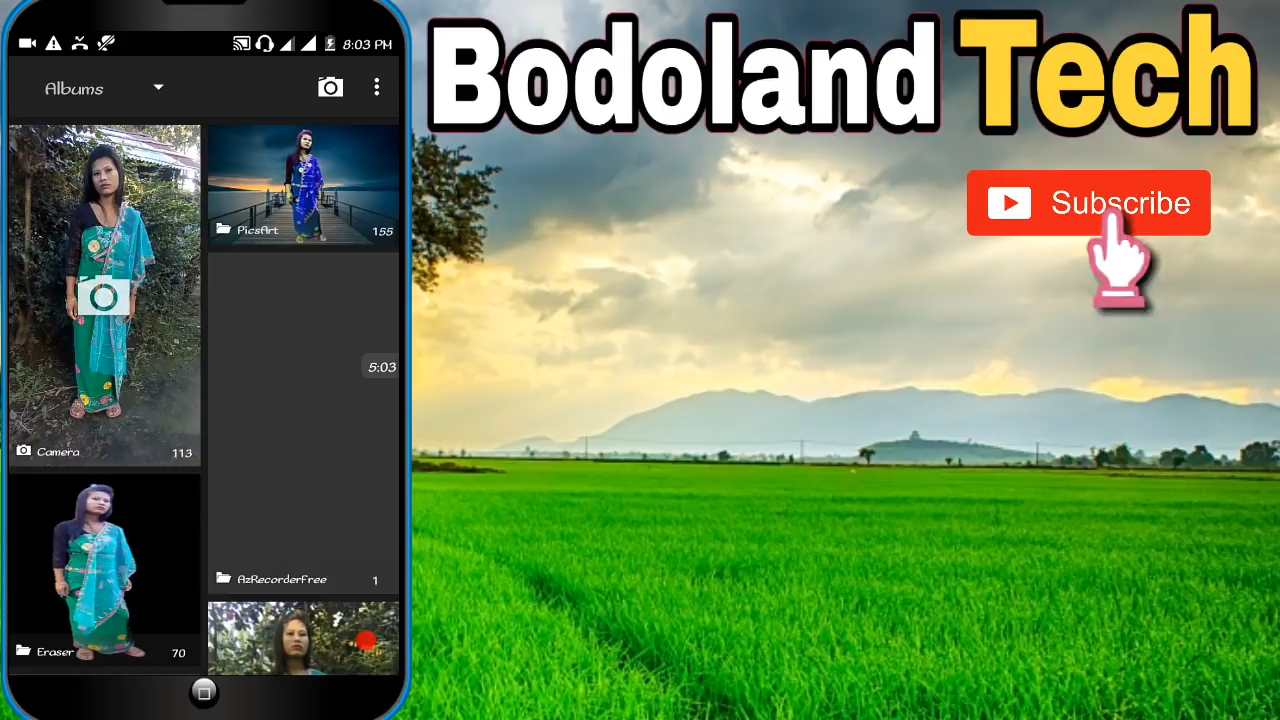 Bodoland Tech
Subscribe
8:03 PM
Albums
PicsArt 155
5:03
Camera 113
AzRecorderFree 1
Eraser 70